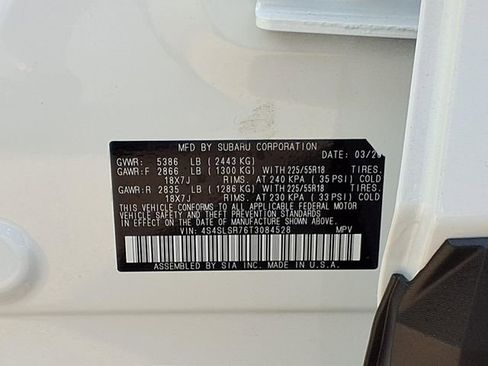 MFD BY SUBARU CORPORATION
DATE: 03/2
GVWR: 5386 LB ( 2443 KG)
GAWR:F 2866 LB ( 1300 KG) WITH 225/55R18 TIRES,
18X7J RIMS, AT 240 KPA ( 35 PSI) COLD
GAWR:R 2835 LB ( 1286 KG) WITH 225/55R18 TIRES,
18X7J RIMS, AT 230 KPA ( 33 PSI) COLD
THIS VEHICLE CONFORMS TO ALL APPLICABLE FEDERAL MOTOR
VEHICLE SAFETY AND THEFT PREVENTION STANDARDS
IN EFFECT ON THE DATE OF MANUFACTURE SHOWN ABOVE.
VIN: 4S4SLSR76T3084528 MPV
ASSEMBLED BY SIA INC. MADE IN U.S.A.